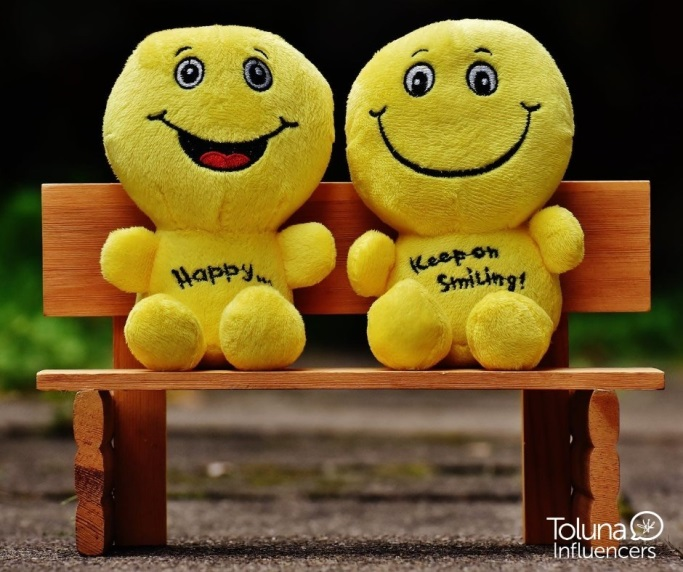 Happy...
Keep on
Smiling!
Toluna
Influencers